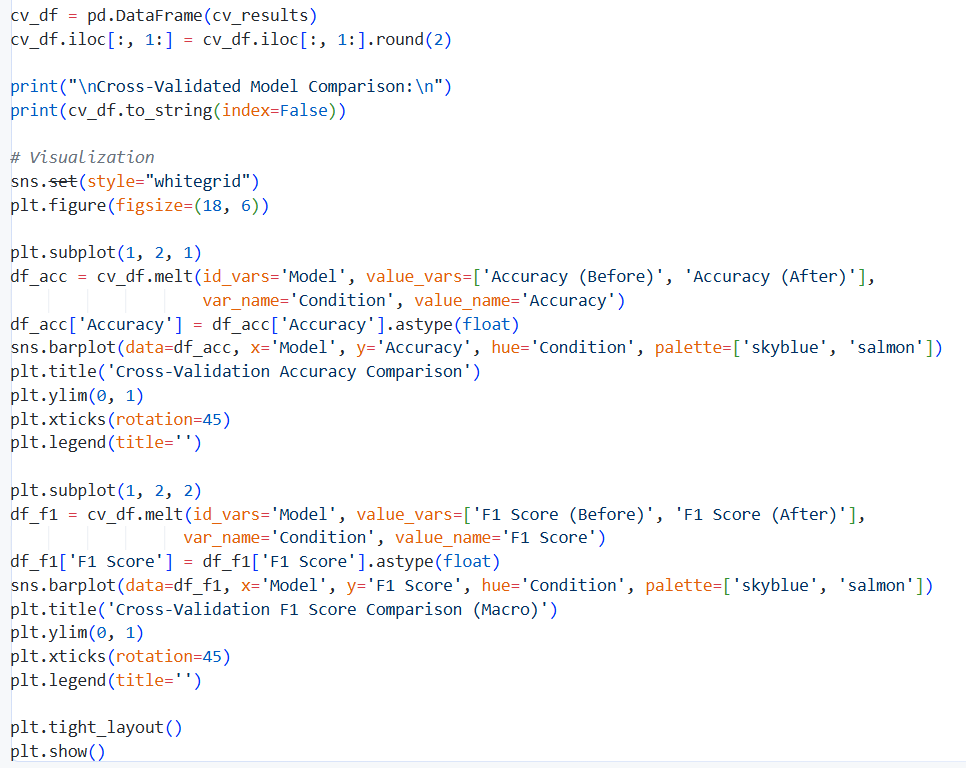 cv_df = pd.DataFrame(cv_results)
cv_df.iloc[:, 1:] = cv_df.iloc[:, 1:].round(2)

print("\nCross-Validated Model Comparison:\n")
print(cv_df.to_string(index=False))

# Visualization
sns.set(style="whitegrid")
plt.figure(figsize=(18, 6))

plt.subplot(1, 2, 1)
df_acc = cv_df.melt(id_vars='Model', value_vars=['Accuracy (Before)', 'Accuracy (After)'],
                    var_name='Condition', value_name='Accuracy')
df_acc['Accuracy'] = df_acc['Accuracy'].astype(float)
sns.barplot(data=df_acc, x='Model', y='Accuracy', hue='Condition', palette=['skyblue', 'salmon'])
plt.title('Cross-Validation Accuracy Comparison')
plt.ylim(0, 1)
plt.xticks(rotation=45)
plt.legend(title='')

plt.subplot(1, 2, 2)
df_f1 = cv_df.melt(id_vars='Model', value_vars=['F1 Score (Before)', 'F1 Score (After)'],
                  var_name='Condition', value_name='F1 Score')
df_f1['F1 Score'] = df_f1['F1 Score'].astype(float)
sns.barplot(data=df_f1, x='Model', y='F1 Score', hue='Condition', palette=['skyblue', 'salmon'])
plt.title('Cross-Validation F1 Score Comparison (Macro)')
plt.ylim(0, 1)
plt.xticks(rotation=45)
plt.legend(title='')

plt.tight_layout()
plt.show()